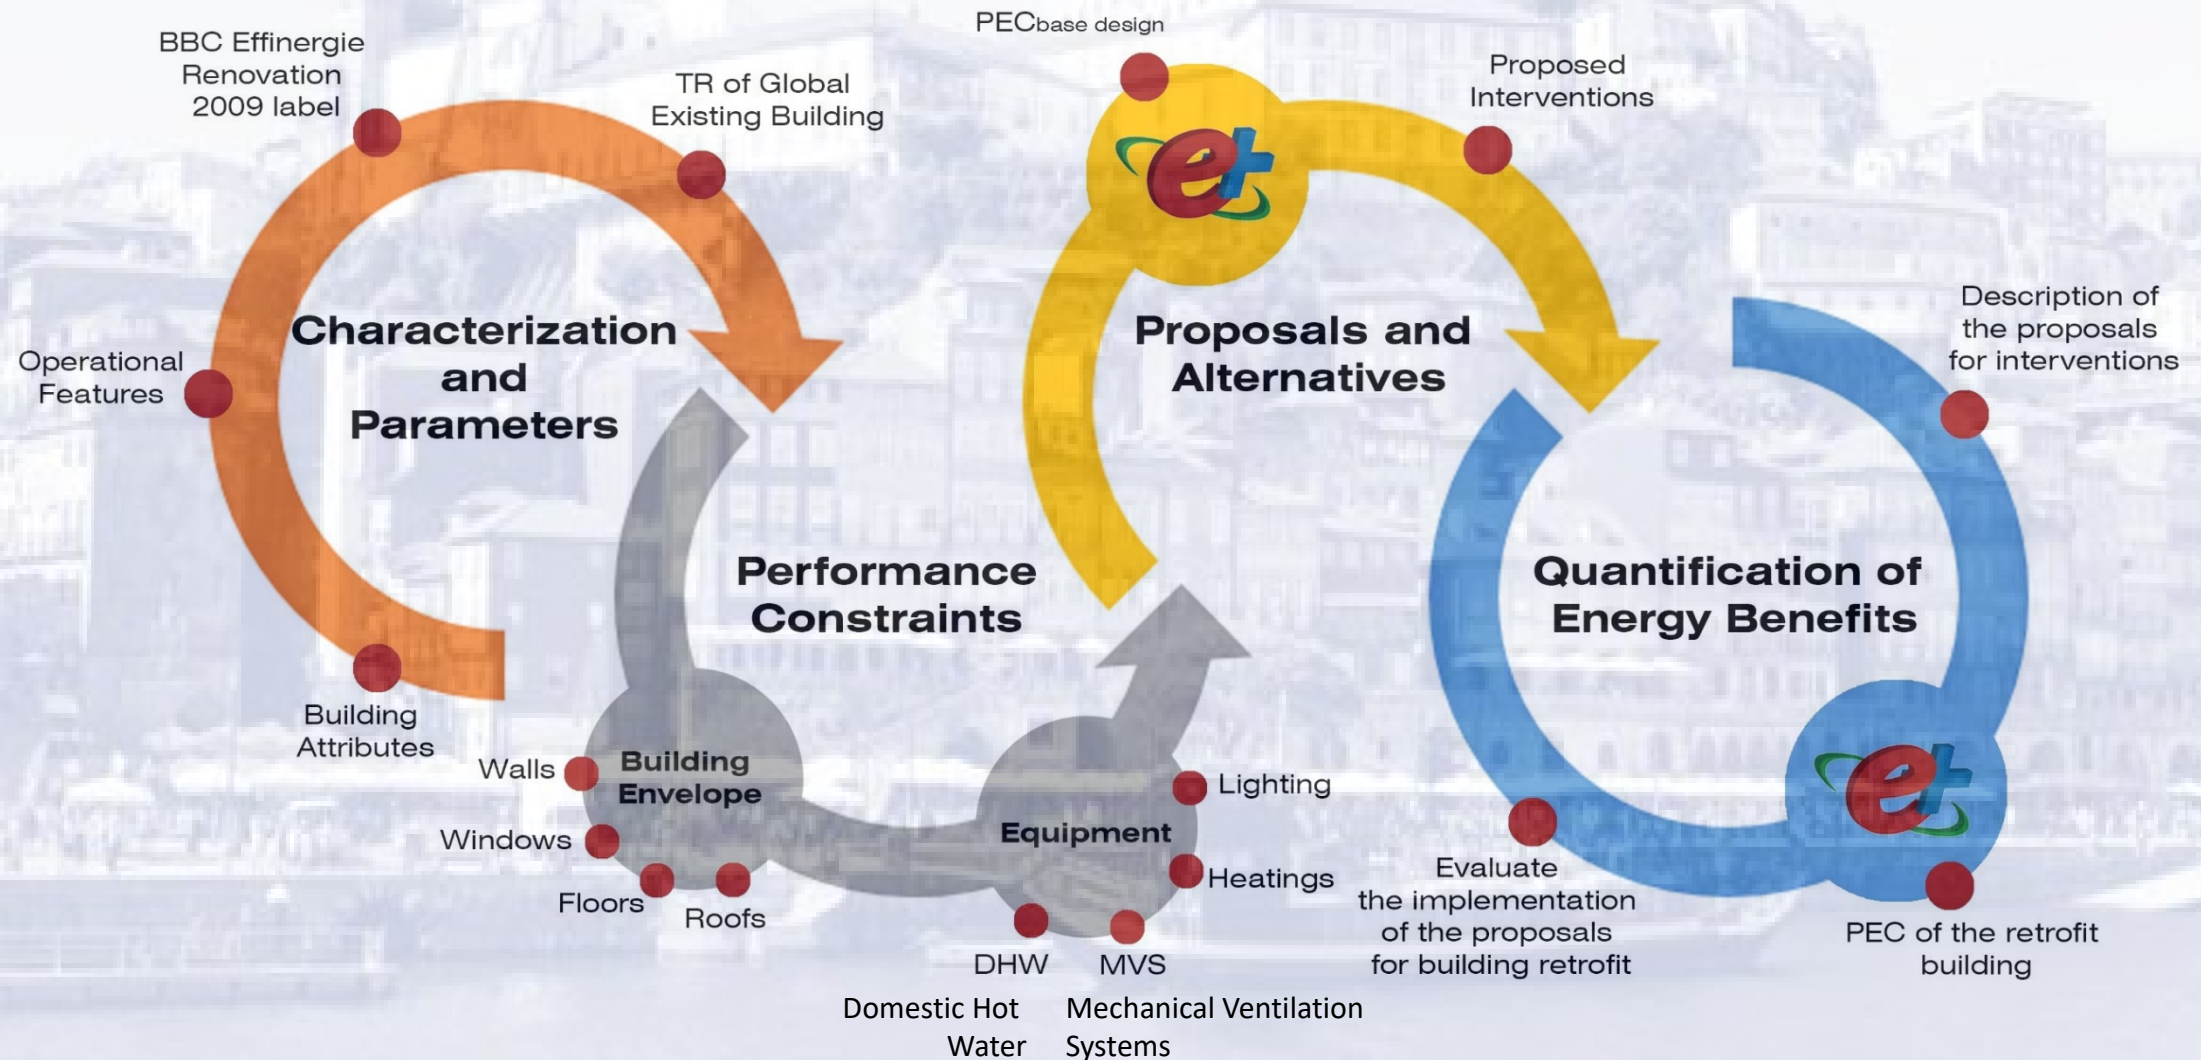 BBC Effinergie
Renovation
2009 label
TR of Global
Existing Building
Operational
Features
Characterization
and
Parameters
Building
Attributes
Performance
Constraints
Building
Envelope
Walls
Windows
Floors
Roofs
Equipment
Lighting
Heatings
DHW
MVS
Domestic Hot
Water
Mechanical Ventilation
Systems
PECbase design
e+
Proposed
Interventions
Proposals and
Alternatives
Description of
the proposals
for interventions
Quantification of
Energy Benefits
Evaluate
the implementation
of the proposals
for building retrofit
e+
PEC of the retrofit
building